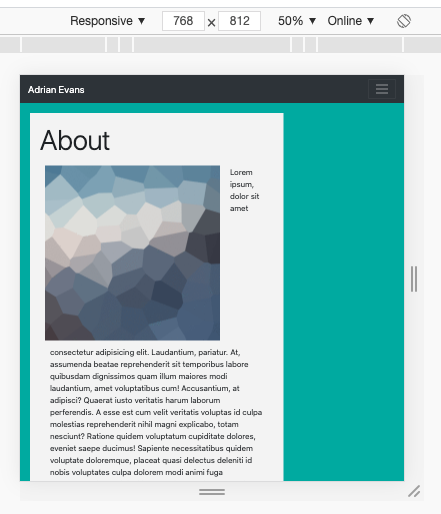 Responsive ▼ 768 × 812 50% ▼ Online ▼
Adrian Evans
About
Lorem
ipsum,
dolor sit
amet
consectetur adipisicing elit. Laudantium, pariatur. At,
assumenda beatae reprehenderit sit temporibus labore
quibusdam dignissimos quam illum maiores modi
laudantium, amet voluptatibus cum! Accusantium, at
adipisci? Quaerat iusto veritatis harum laborum
perferendis. A esse est cum velit veritatis voluptas id culpa
molestias reprehenderit nihil magni explicabo, totam
nesciunt? Ratione quidem voluptatum cupiditate dolores,
eveniet saepe ducimus! Sapiente necessitatibus quidem
voluptate doloremque, placeat quasi delectus deleniti id
nobis voluptates culpa dolorem modi animi fuga